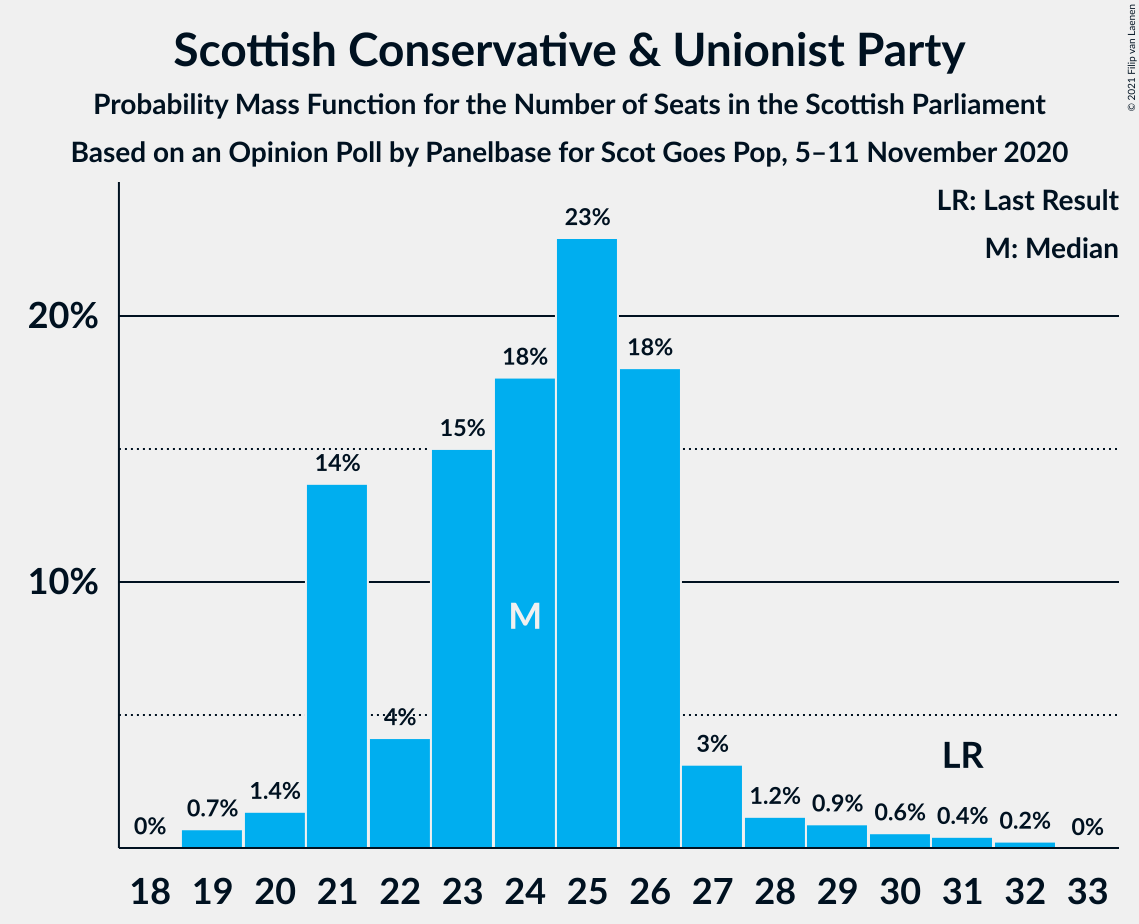 Scottish Conservative & Unionist Party
Probability Mass Function for the Number of Seats in the Scottish Parliament
Based on an Opinion Poll by Panelbase for Scot Goes Pop, 5–11 November 2020
© 2021 Filip van Laenen
LR: Last Result
M: Median
20%
10%
0%
0.7%
1.4%
14%
4%
15%
18%
23%
18%
3%
1.2%
0.9%
0.6%
0.4%
0.2%
0%
M
LR
18 19 20 21 22 23 24 25 26 27 28 29 30 31 32 33